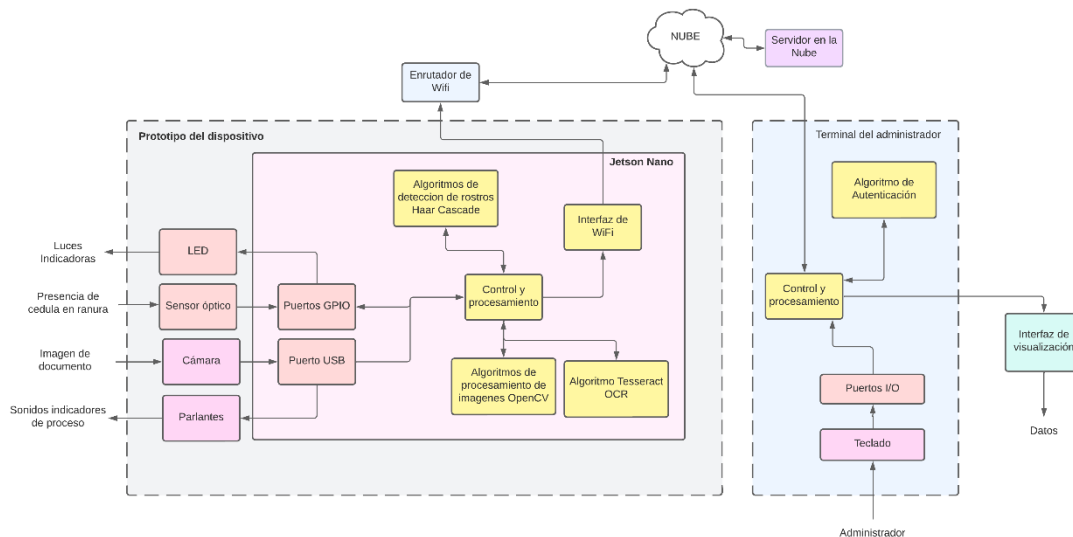 NUBE
Servidor en la
Nube
Enrutador de
Wifi
Prototipo del dispositivo
Terminal del administrador
Jetson Nano
Algoritmos de
deteccion de rostros
Haar Cascade
Interfaz de
WiFi
Algoritmo de
Autenticación
Luces
Indicadoras
LED
Presencia de
cedula en ranura
Sensor óptico
Puertos GPIO
Control y
procesamiento
Control y
procesamiento
Imagen de
documento
Cámara
Puerto USB
Interfaz de
visualización
Algoritmos de
procesamiento de
imagenes OpenCV
Algoritmo Tesseract
OCR
Sonidos indicadores
de proceso
Parlantes
Puertos I/O
Teclado
Datos
Administrador